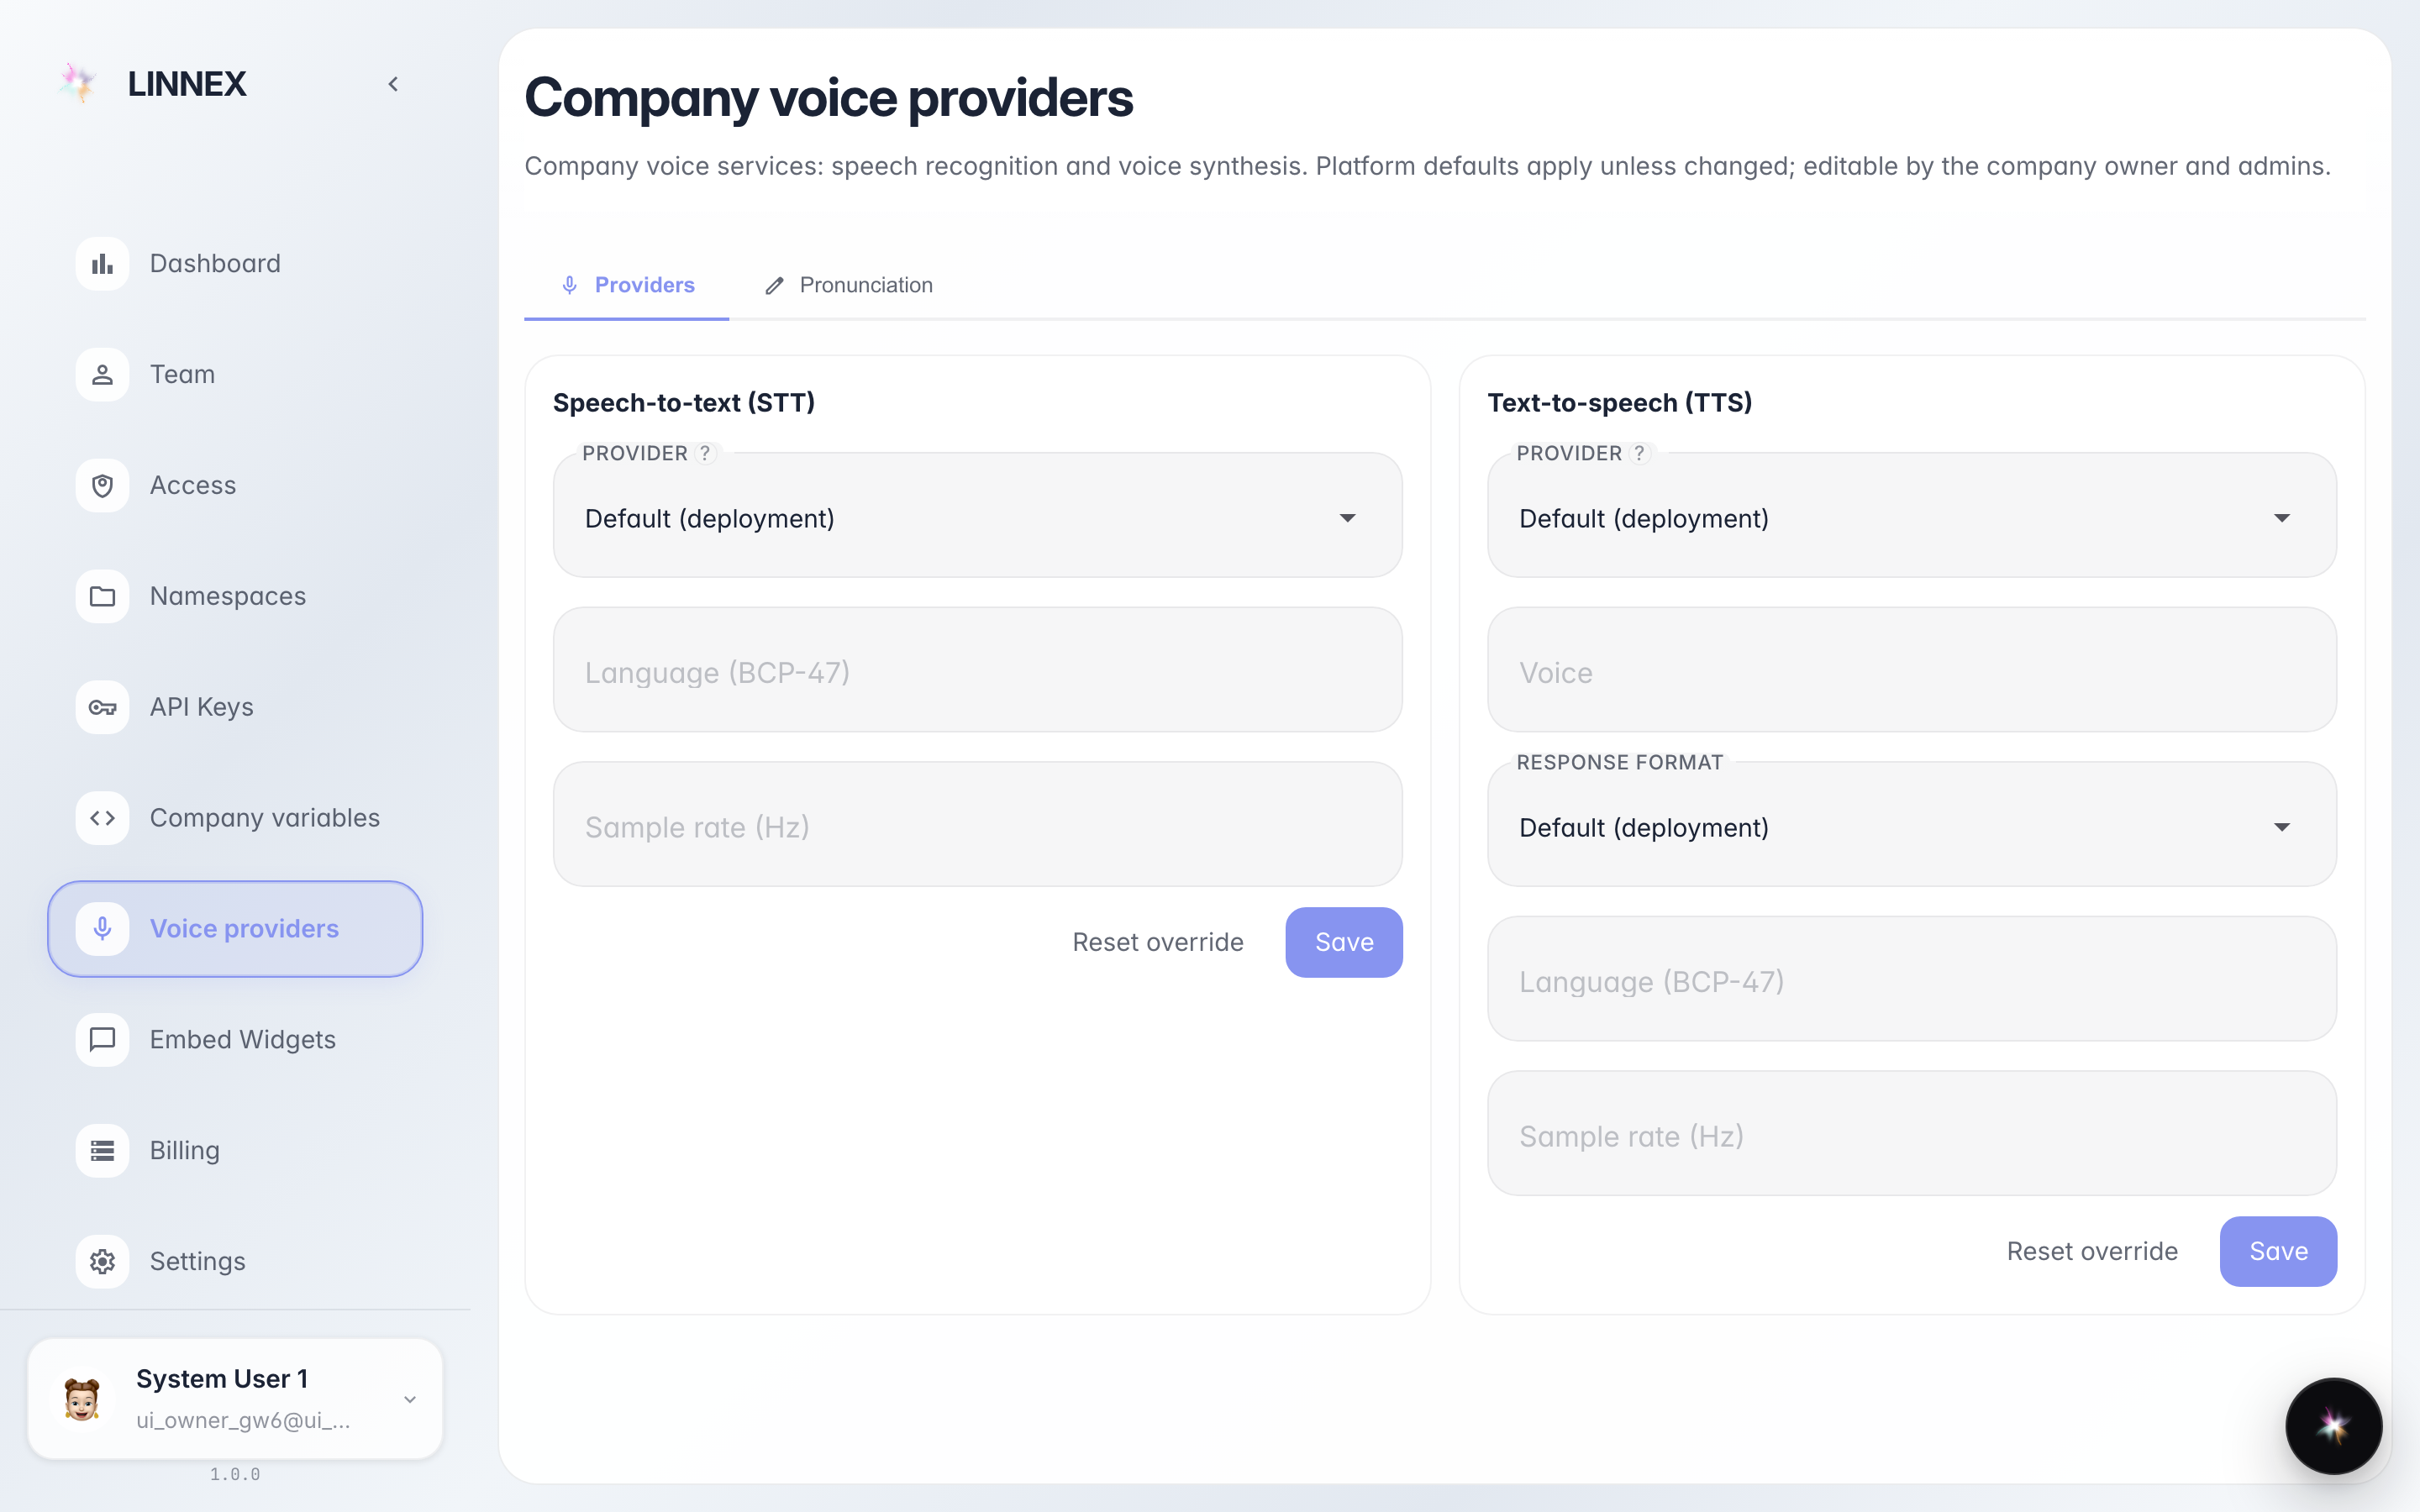 LINNEX
Dashboard
Team
Access
Namespaces
API Keys
Company variables
Voice providers
Embed Widgets
Billing
Settings
System User 1
ui_owner_gw6@ui_...
1.0.0
Company voice providers
Company voice services: speech recognition and voice synthesis. Platform defaults apply unless changed; editable by the company owner and admins.
Providers
Pronunciation
Speech-to-text (STT)
PROVIDER ?
Default (deployment)
Language (BCP-47)
Sample rate (Hz)
Reset override
Save
Text-to-speech (TTS)
PROVIDER ?
Default (deployment)
Voice
RESPONSE FORMAT
Default (deployment)
Language (BCP-47)
Sample rate (Hz)
Reset override
Save